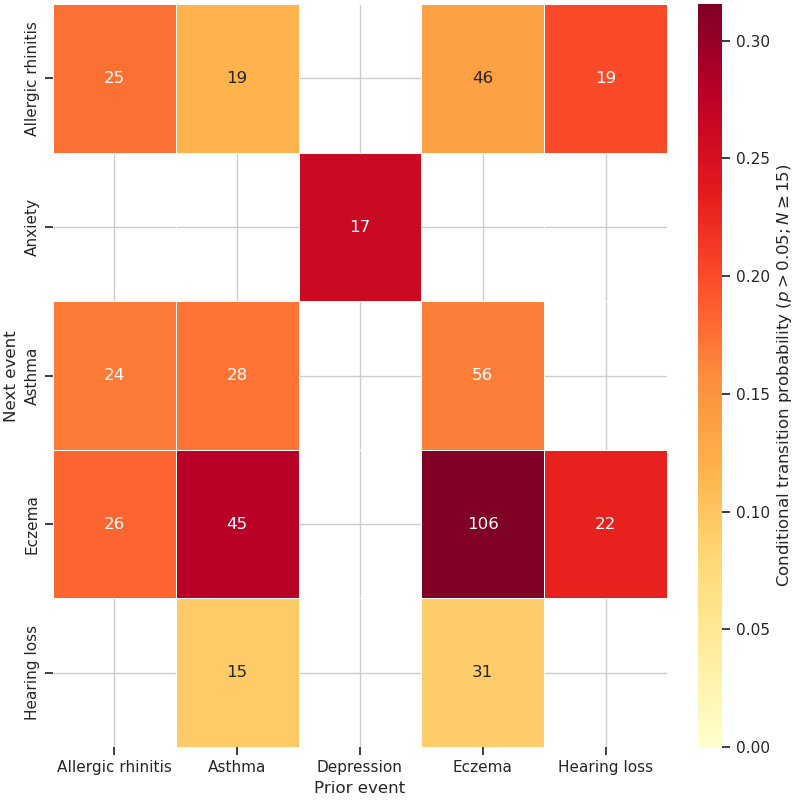 Next event
Allergic rhinitis
25 19 46 19
Anxiety
17
Asthma
24 28 56
Eczema
26 45 106 22
Hearing loss
15 31
Allergic rhinitis Asthma Depression Eczema Hearing loss
Prior event
0.30
0.25
0.20
0.15
0.10
0.05
0.00
Conditional transition probability (p > 0.05; N ≥ 15)